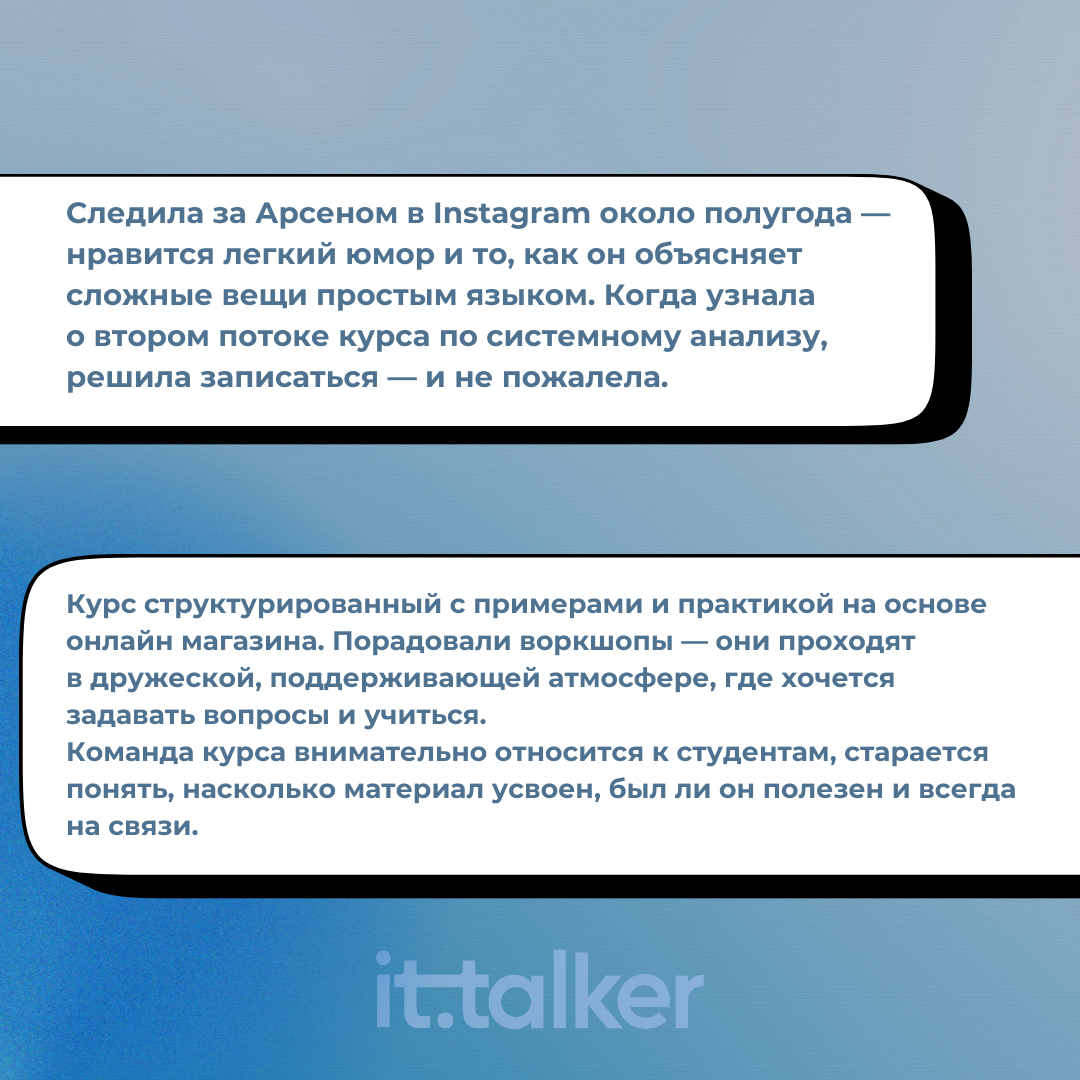 Следила за Арсеном в Instagram около полугода —
нравится легкий юмор и то, как он объясняет
сложные вещи простым языком. Когда узнала
о втором потоке курса по системному анализу,
решила записаться — и не пожалела.
Курс структурированный с примерами и практикой на основе
онлайн магазина. Порадовали воркшопы — они проходят
в дружеской, поддерживающей атмосфере, где хочется
задавать вопросы и учиться.
Команда курса внимательно относится к студентам, старается
понять, насколько материал усвоен, был ли он полезен и всегда
на связи.
it.talker